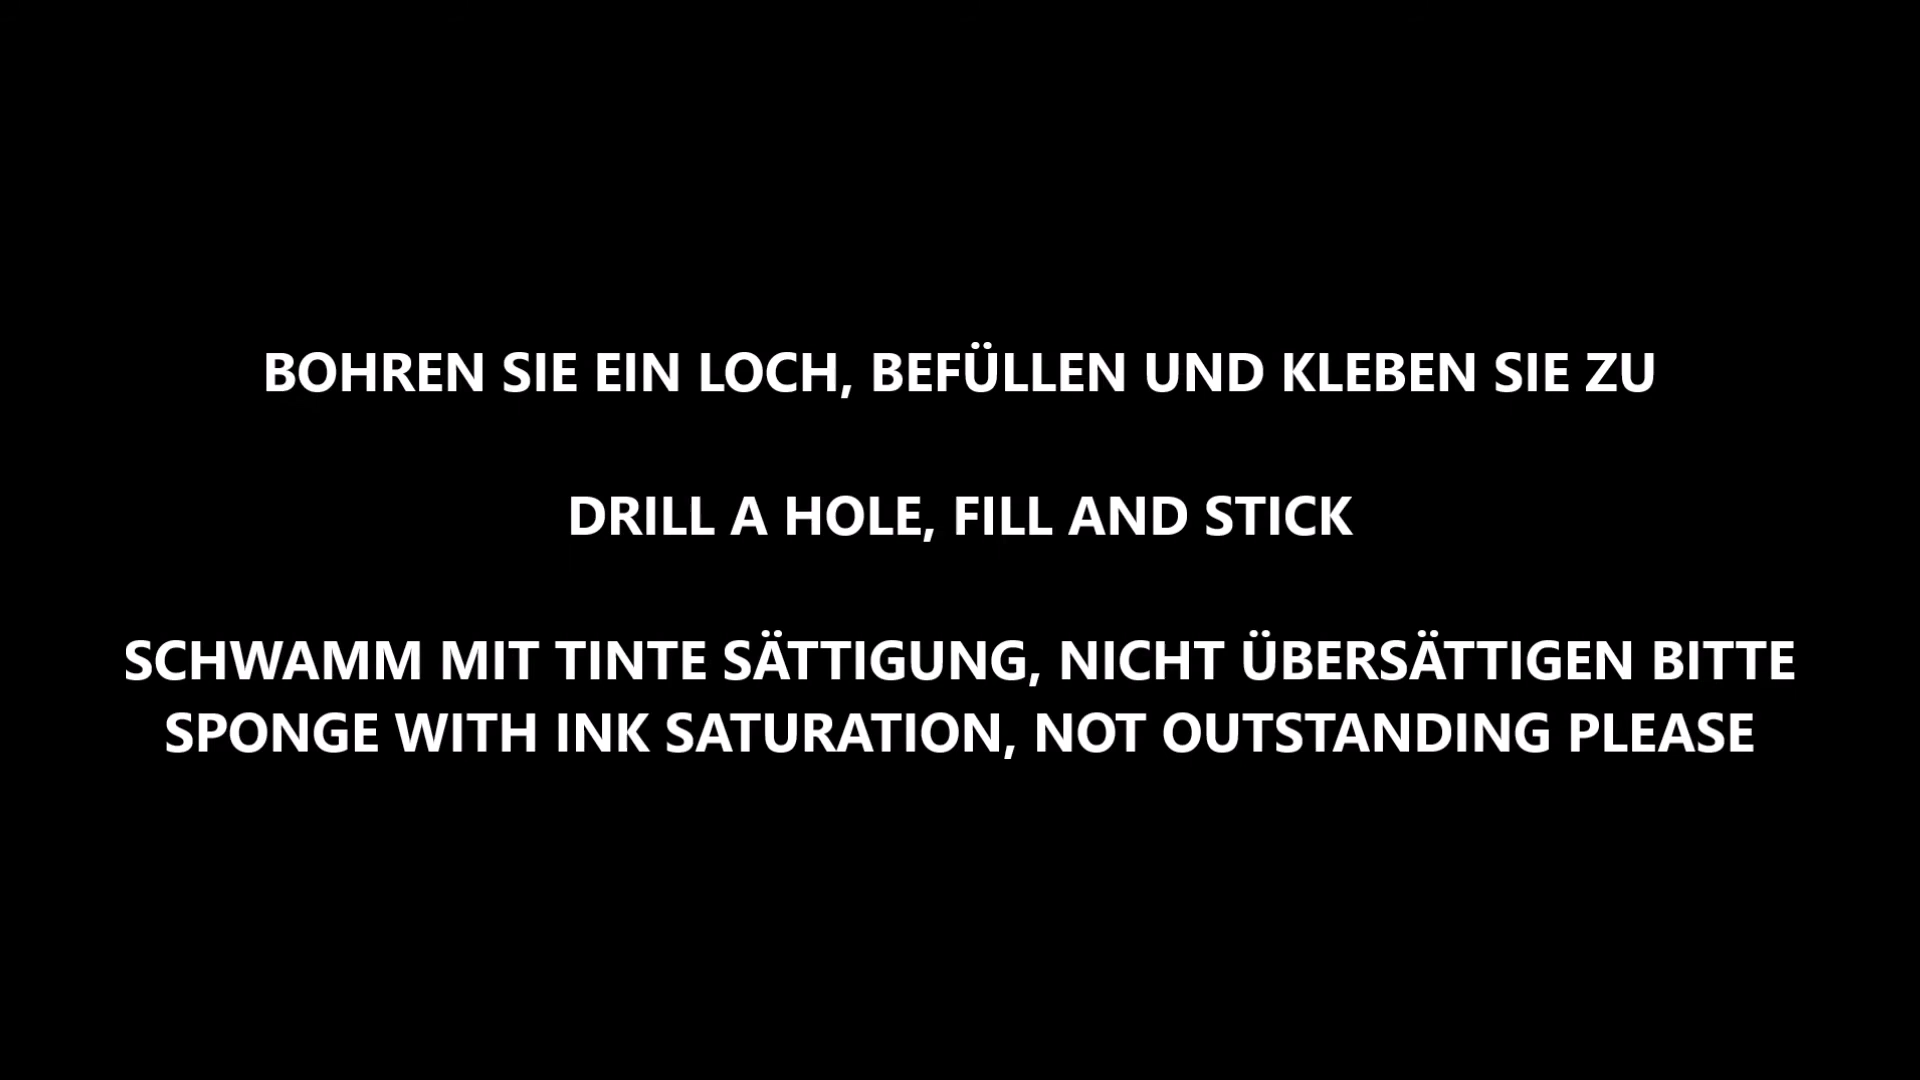 BOHREN SIE EIN LOCH, BEFÜLLEN UND KLEBEN SIE ZU
DRILL A HOLE, FILL AND STICK
SCHWAMM MIT TINTE SÄTTIGUNG, NICHT ÜBERSÄTTIGEN BITTE
SPONGE WITH INK SATURATION, NOT OUTSTANDING PLEASE